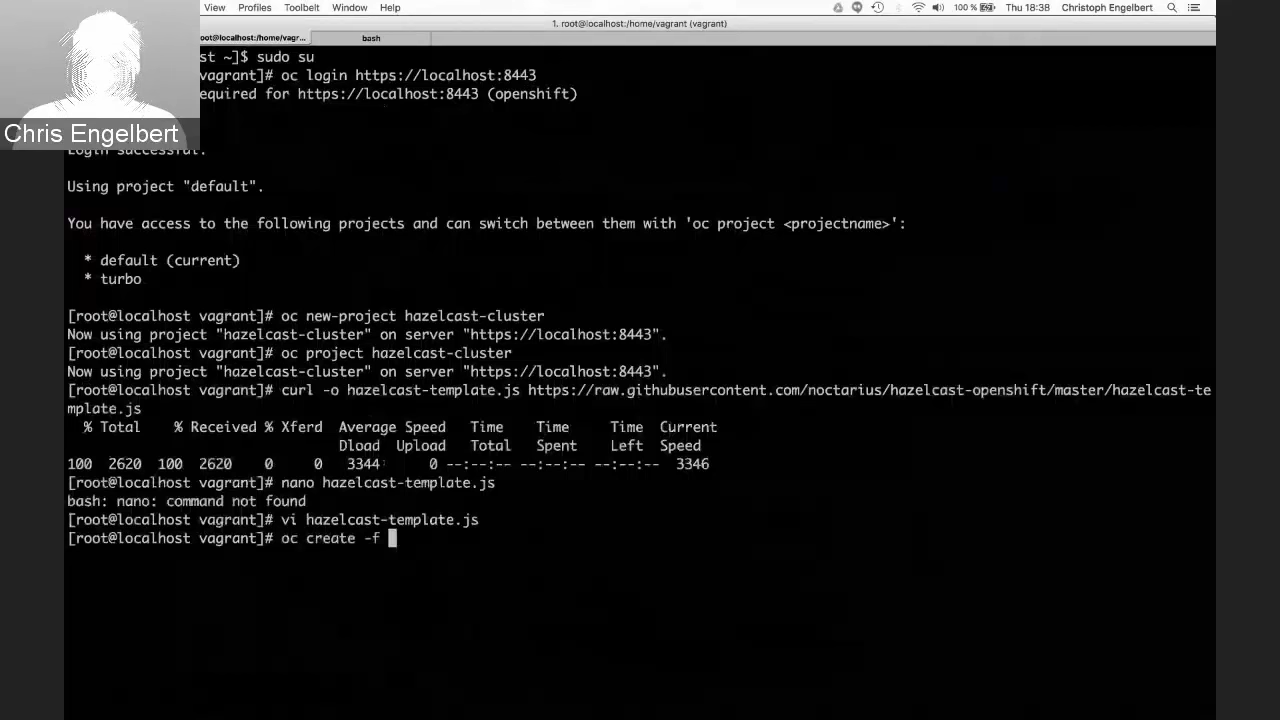 View Profiles Toolbelt Window Help 100 % Thu 18:38 Christoph Engelbert
1. root@localhost:/home/vagrant (vagrant)
oot@localhost:/home/vagr... bash
st ~]$ sudo su
vagrant]# oc login https://localhost:8443
equired for https://localhost:8443 (openshift)
Chris Engelbert
Login successful.
Using project "default".
You have access to the following projects and can switch between them with 'oc project <projectname>':
* default (current)
* turbo
[root@localhost vagrant]# oc new-project hazelcast-cluster
Now using project "hazelcast-cluster" on server "https://localhost:8443".
[root@localhost vagrant]# oc project hazelcast-cluster
Now using project "hazelcast-cluster" on server "https://localhost:8443".
[root@localhost vagrant]# curl -o hazelcast-template.js https://raw.githubusercontent.com/noctarius/hazelcast-openshift/master/hazelcast-te
mplate.js
% Total % Received % Xferd Average Speed Time Time Time Current
Dload Upload Total Spent Left Speed
100 2620 100 2620 0 0 3344 0 --:--:-- --:--:-- --:--:-- 3346
[root@localhost vagrant]# nano hazelcast-template.js
bash: nano: command not found
[root@localhost vagrant]# vi hazelcast-template.js
[root@localhost vagrant]# oc create -f